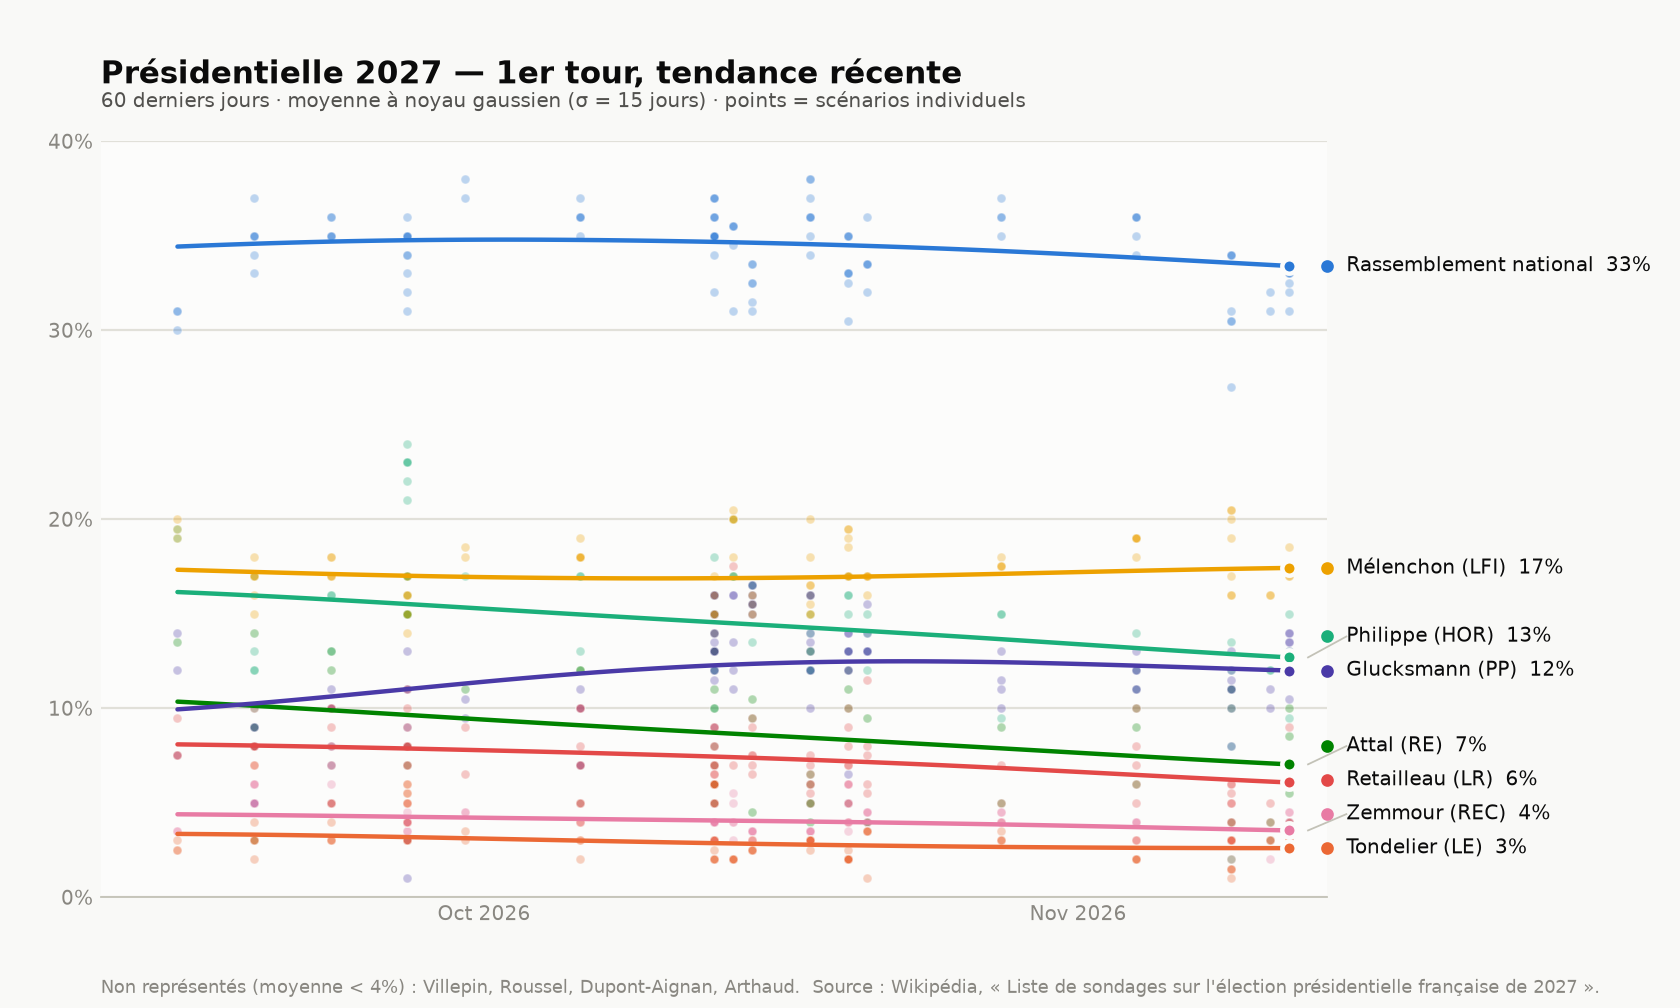 Présidentielle 2027 — 1er tour, tendance récente
60 derniers jours · moyenne à noyau gaussien (σ = 15 jours) · points = scénarios individuels
40%
30%
20%
10%
0%
Rassemblement national 33%
Mélenchon (LFI) 17%
Philippe (HOR) 13%
Glucksmann (PP) 12%
Attal (RE) 7%
Retailleau (LR) 6%
Zemmour (REC) 4%
Tondelier (LE) 3%
Oct 2026
Nov 2026
Non représentés (moyenne < 4%) : Villepin, Roussel, Dupont-Aignan, Arthaud. Source : Wikipédia, « Liste de sondages sur l'élection présidentielle française de 2027 ».